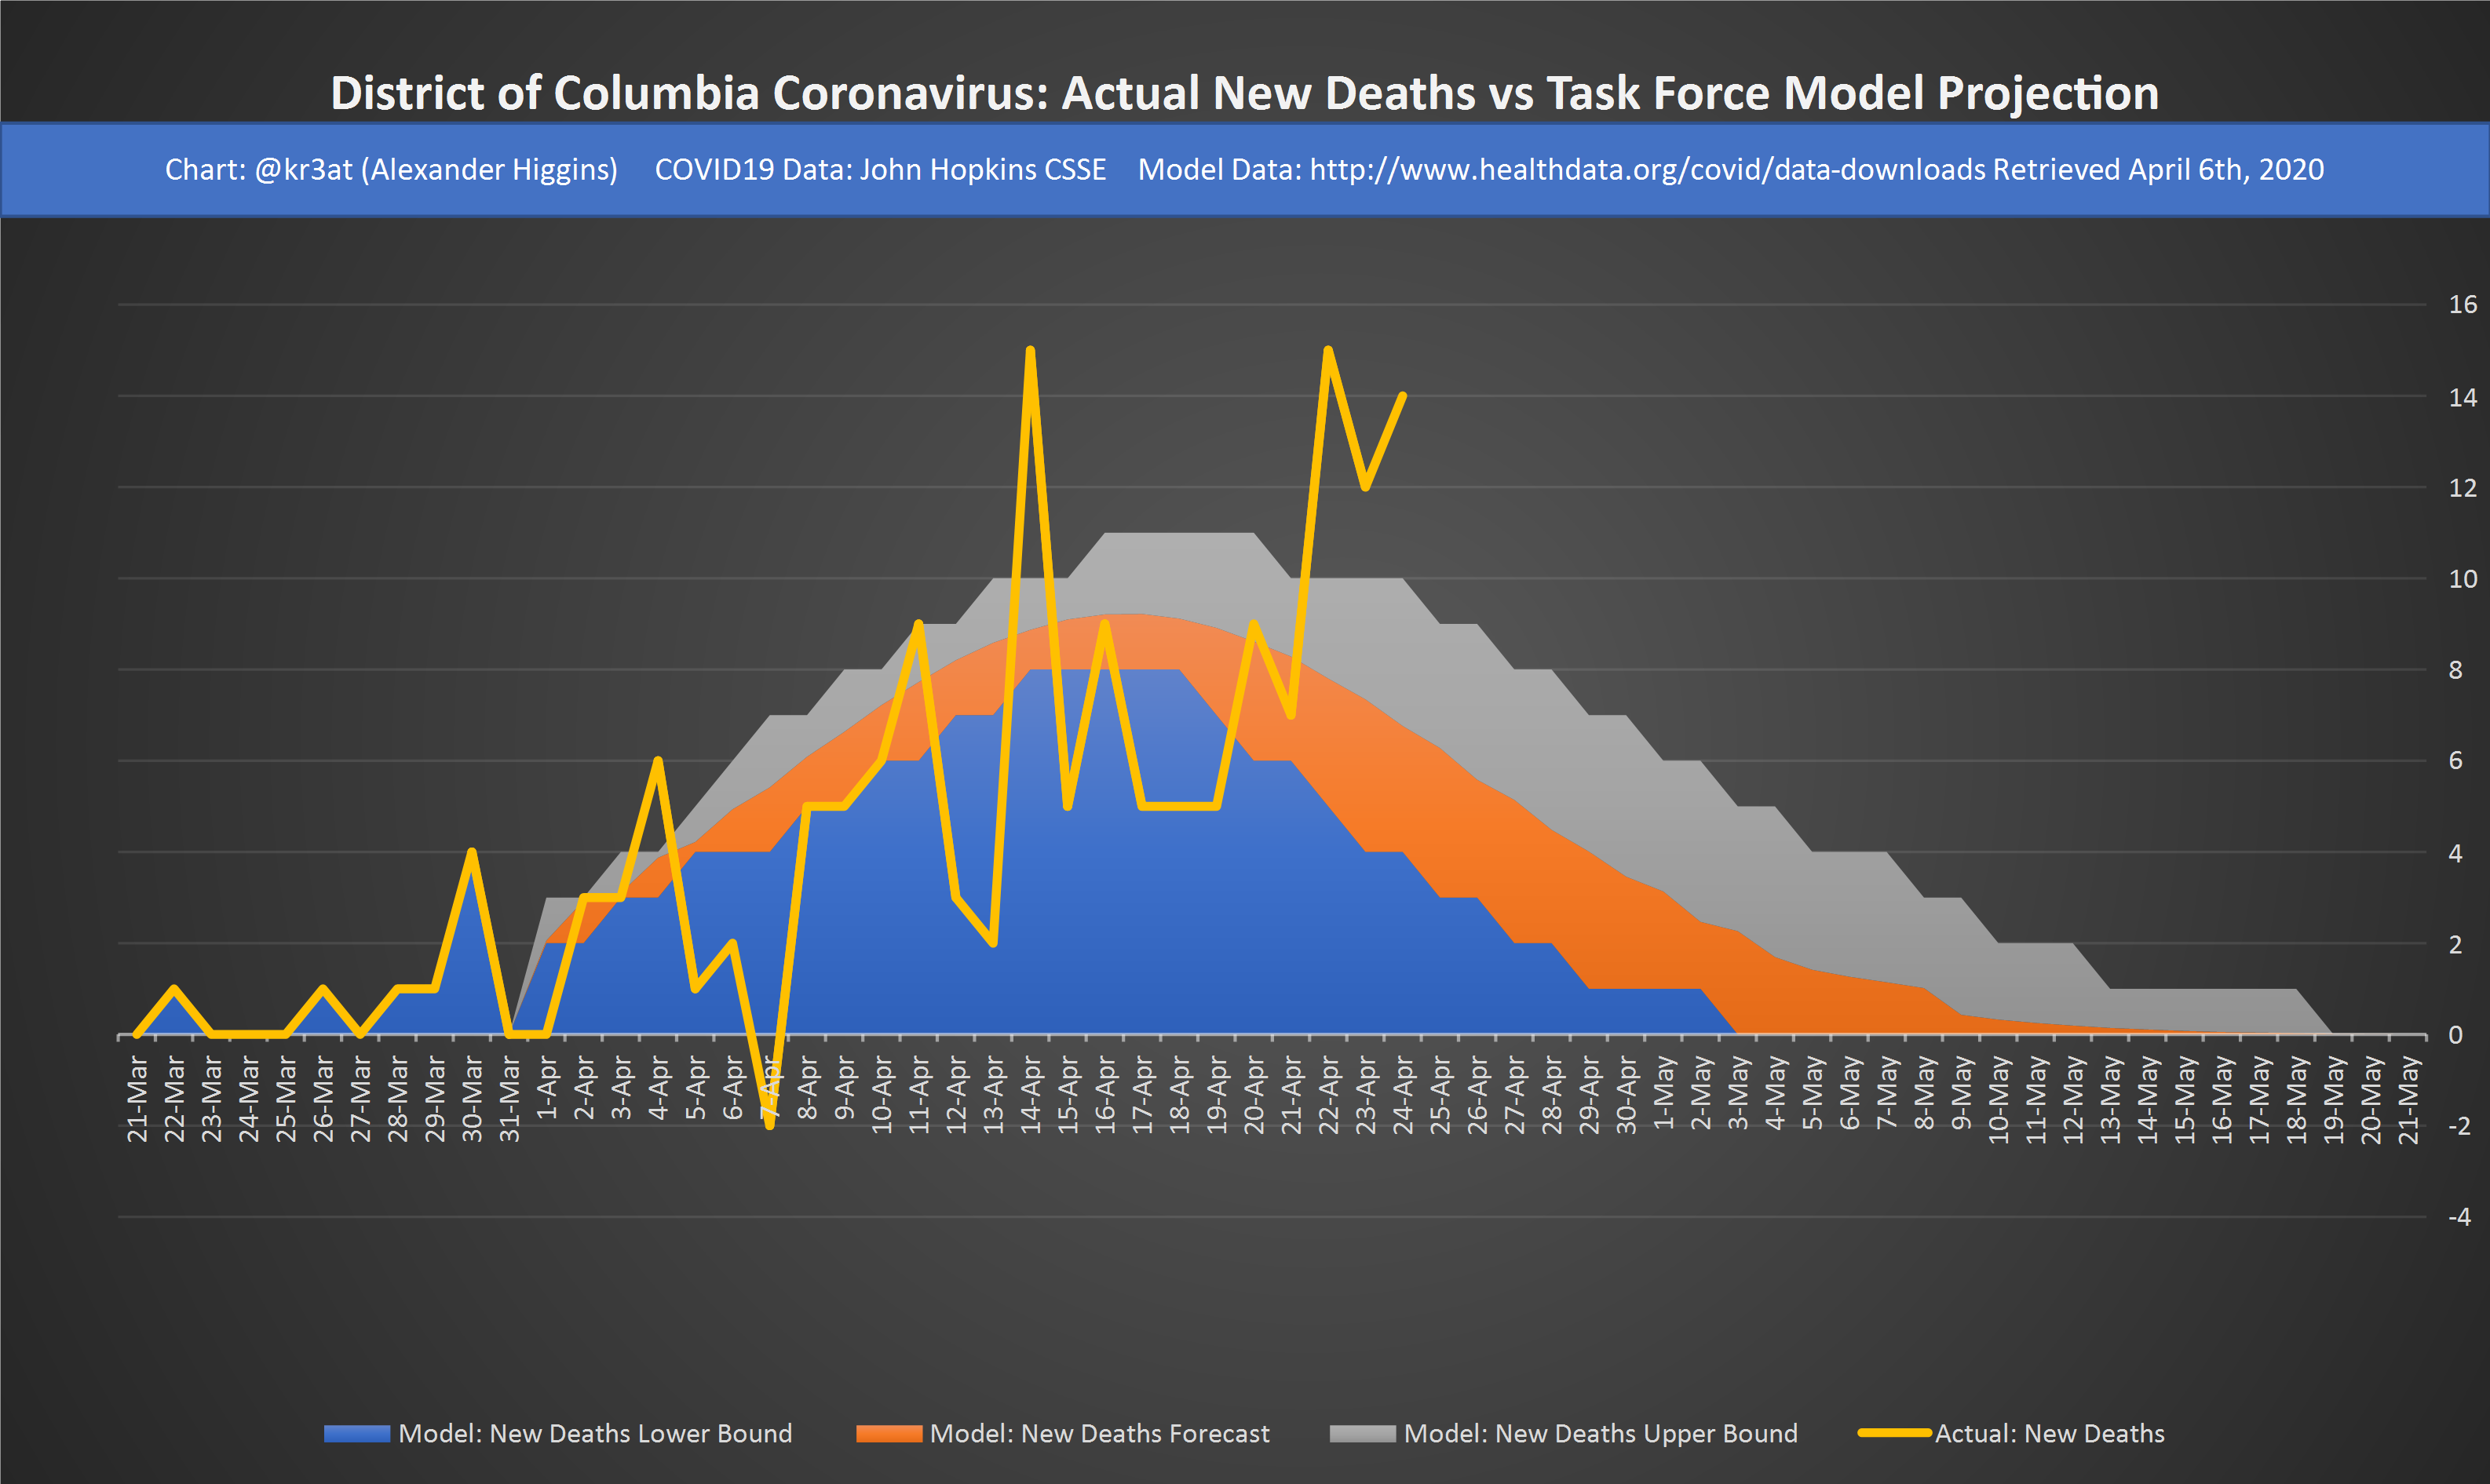 District of Columbia Coronavirus: Actual New Deaths vs Task Force Model Projection
Chart: @kr3at (Alexander Higgins) COVID19 Data: John Hopkins CSSE Model Data: http://www.healthdata.org/covid/data-downloads Retrieved April 6th, 2020
16
14
12
10
8
6
4
2
0
-2
-4
21-Mar
22-Mar
23-Mar
24-Mar
25-Mar
26-Mar
27-Mar
28-Mar
29-Mar
30-Mar
31-Mar
1-Apr
2-Apr
3-Apr
4-Apr
5-Apr
6-Apr
7-Apr
8-Apr
9-Apr
10-Apr
11-Apr
12-Apr
13-Apr
14-Apr
15-Apr
16-Apr
17-Apr
18-Apr
19-Apr
20-Apr
21-Apr
22-Apr
23-Apr
24-Apr
25-Apr
26-Apr
27-Apr
28-Apr
29-Apr
30-Apr
1-May
2-May
3-May
4-May
5-May
6-May
7-May
8-May
9-May
10-May
11-May
12-May
13-May
14-May
15-May
16-May
17-May
18-May
19-May
20-May
21-May
Model: New Deaths Lower Bound
Model: New Deaths Forecast
Model: New Deaths Upper Bound
Actual: New Deaths